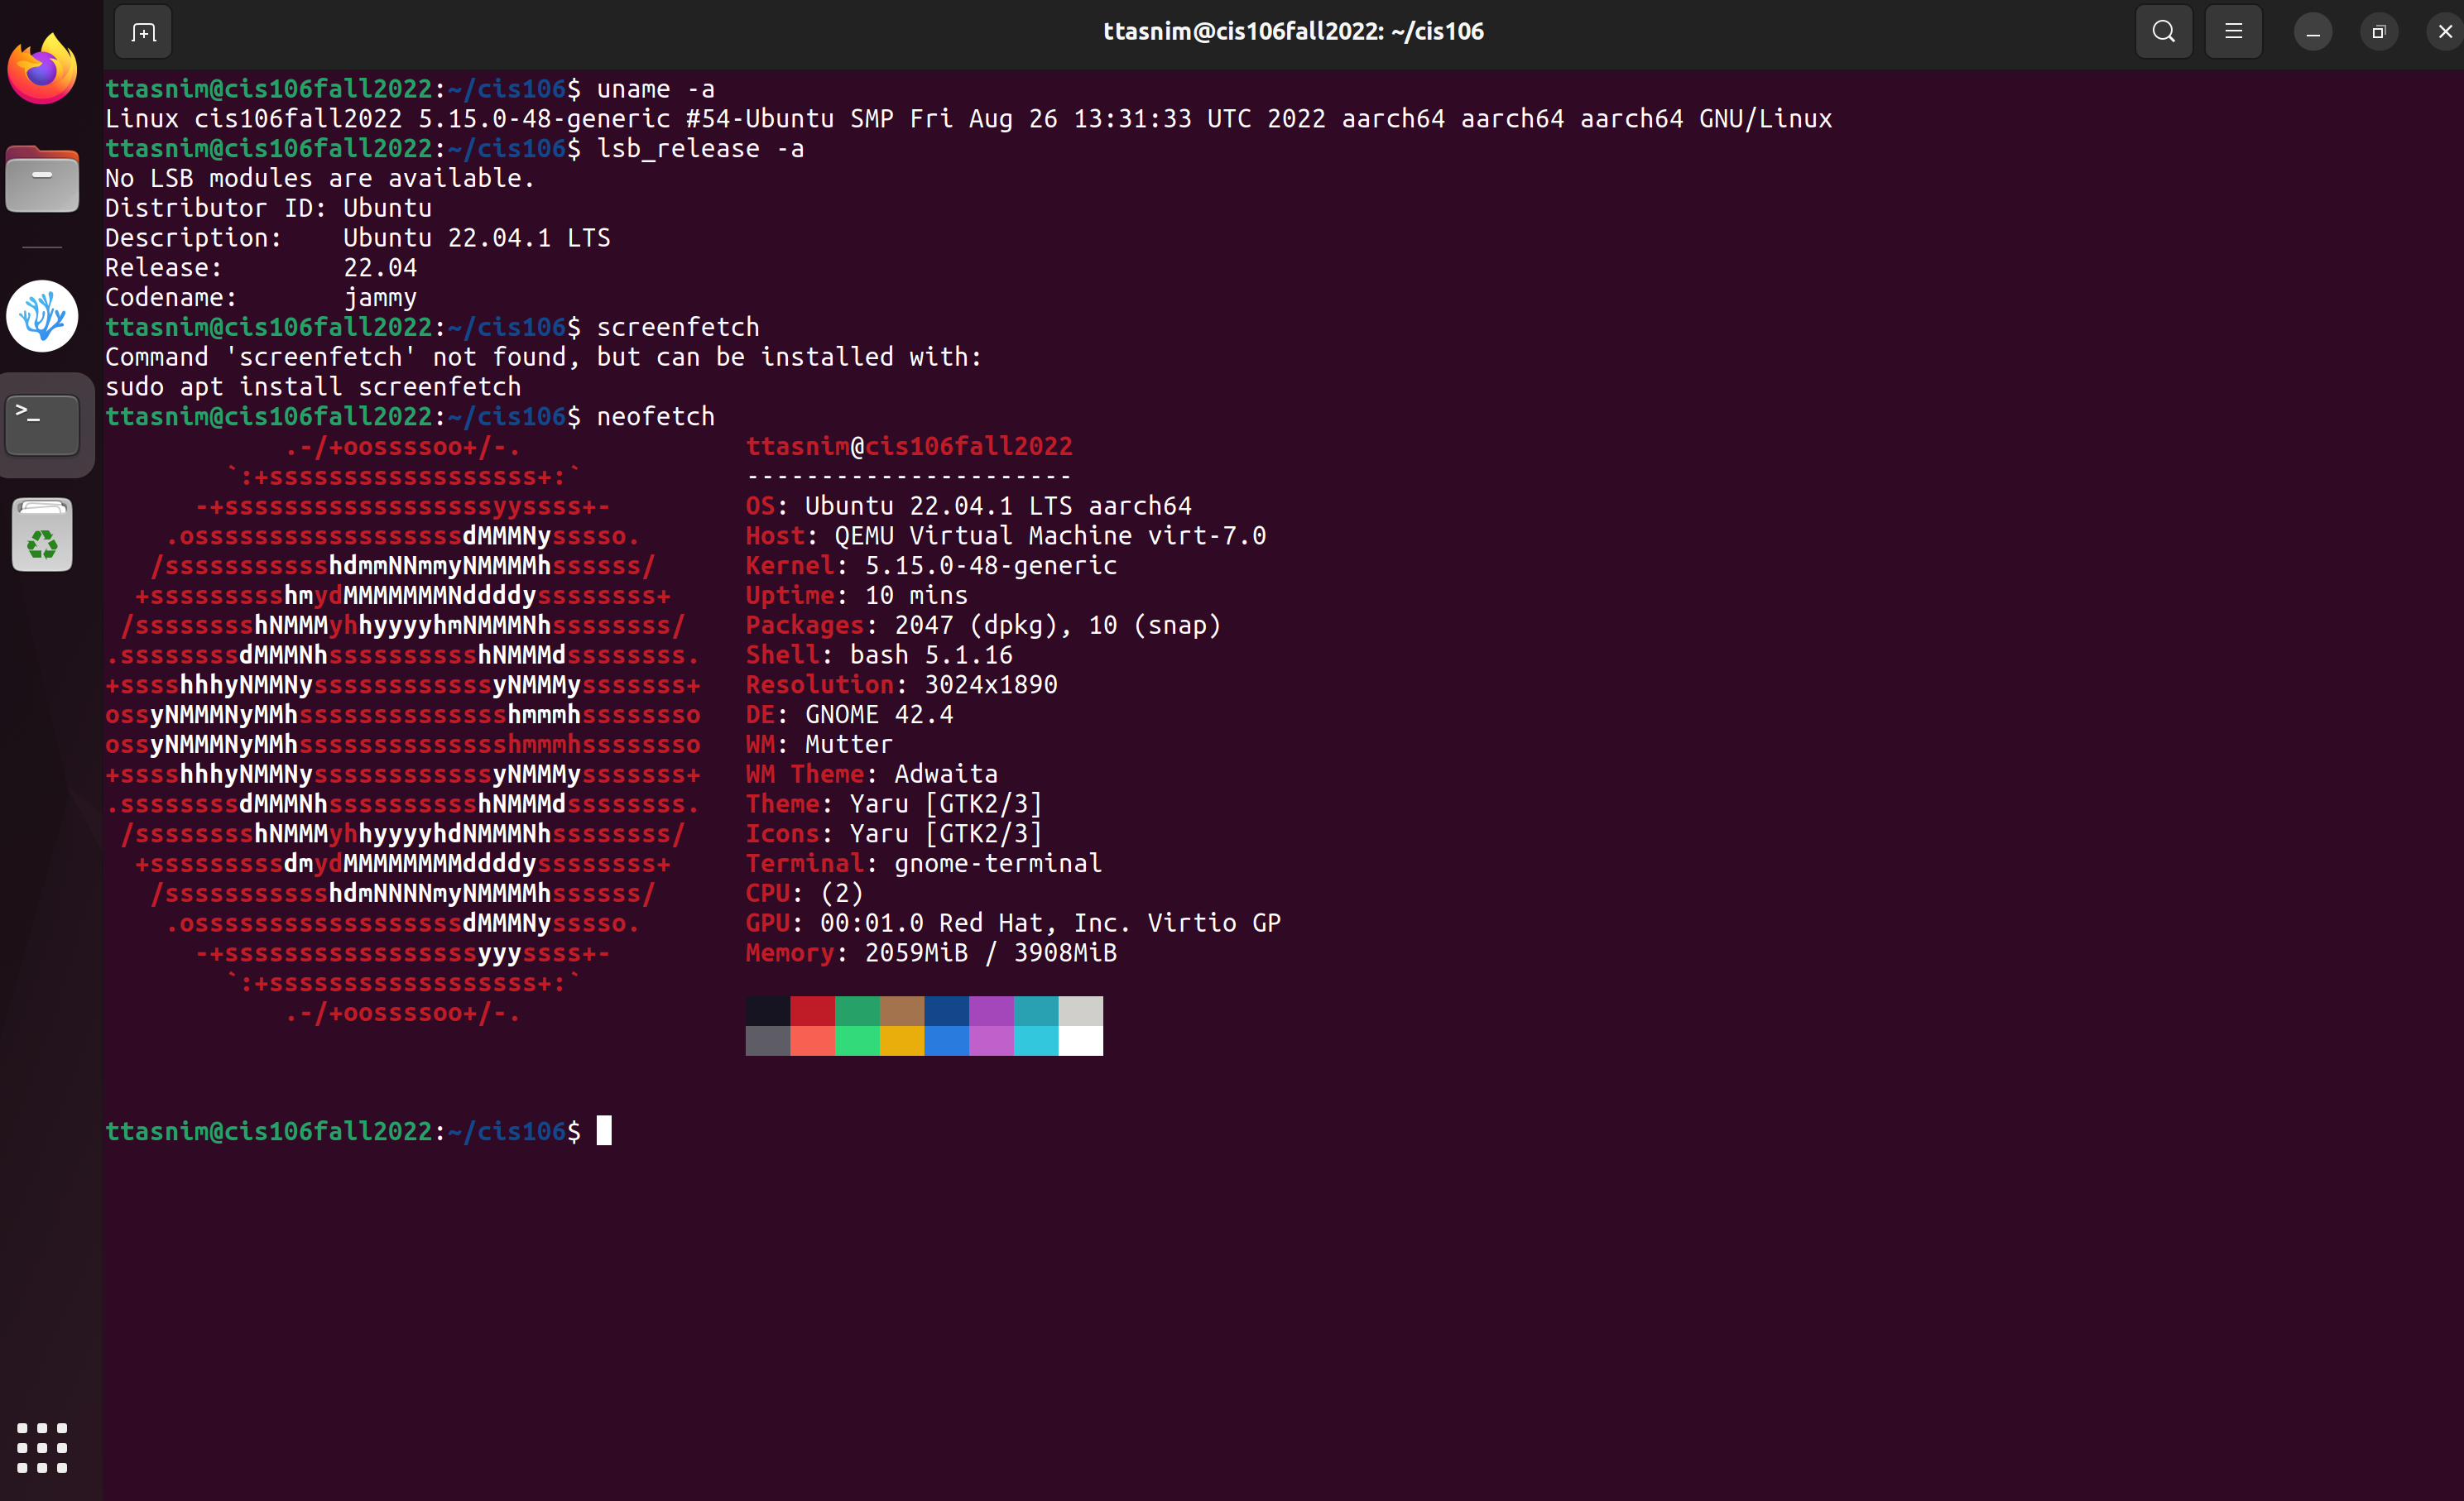 ttasnim@cis106fall2022: ~/cis106
ttasnim@cis106fall2022:~/cis106$ uname -a
Linux cis106fall2022 5.15.0-48-generic #54-Ubuntu SMP Fri Aug 26 13:31:33 UTC 2022 aarch64 aarch64 aarch64 GNU/Linux
ttasnim@cis106fall2022:~/cis106$ lsb_release -a
No LSB modules are available.
Distributor ID: Ubuntu
Description:    Ubuntu 22.04.1 LTS
Release:        22.04
Codename:       jammy
ttasnim@cis106fall2022:~/cis106$ screenfetch
Command 'screenfetch' not found, but can be installed with:
sudo apt install screenfetch
ttasnim@cis106fall2022:~/cis106$ neofetch
            .-/+oossssoo+/-.               ttasnim@cis106fall2022
        `:+ssssssssssssssssss+:`           ----------------------
      -+ssssssssssssssssssyyssss+-         OS: Ubuntu 22.04.1 LTS aarch64
    .ossssssssssssssssssdMMMNysssso.       Host: QEMU Virtual Machine virt-7.0
   /ssssssssssshdmmNNmmyNMMMMhssssss/      Kernel: 5.15.0-48-generic
  +ssssssssshmydMMMMMMMNddddyssssssss+     Uptime: 10 mins
 /sssssssshNMMMyhhyyyyhmNMMMNhssssssss/    Packages: 2047 (dpkg), 10 (snap)
.ssssssssdMMMNhsssssssssshNMMMdssssssss.   Shell: bash 5.1.16
+sssshhhyNMMNyssssssssssssyNMMMysssssss+   Resolution: 3024x1890
ossyNMMMNyMMhsssssssssssssshmmmhssssssso   DE: GNOME 42.4
ossyNMMMNyMMhsssssssssssssshmmmhssssssso   WM: Mutter
+sssshhhyNMMNyssssssssssssyNMMMysssssss+   WM Theme: Adwaita
.ssssssssdMMMNhsssssssssshNMMMdssssssss.   Theme: Yaru [GTK2/3]
 /sssssssshNMMMyhhyyyyhdNMMMNhssssssss/    Icons: Yaru [GTK2/3]
  +sssssssssdmydMMMMMMMMddddyssssssss+     Terminal: gnome-terminal
   /ssssssssssshdmNNNNmyNMMMMhssssss/      CPU: (2)
    .ossssssssssssssssssdMMMNysssso.       GPU: 00:01.0 Red Hat, Inc. Virtio GP
      -+sssssssssssssssssyyyssss+-         Memory: 2059MiB / 3908MiB
        `:+ssssssssssssssssss+:`
            .-/+oossssoo+/-.
ttasnim@cis106fall2022:~/cis106$